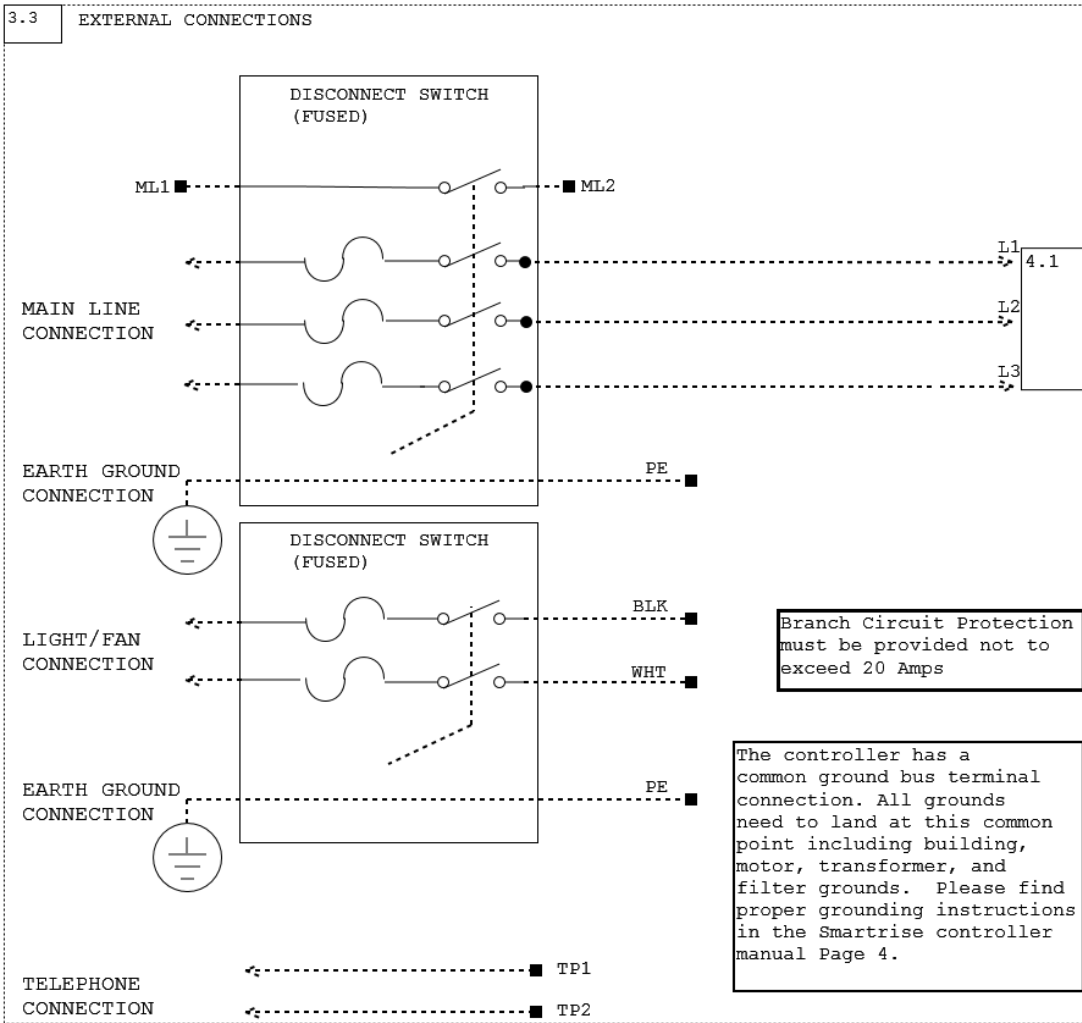 3.3
EXTERNAL CONNECTIONS
DISCONNECT SWITCH
(FUSED)
ML1
ML2
L1
4.1
MAIN LINE
CONNECTION
L2
L3
EARTH GROUND
CONNECTION
PE
DISCONNECT SWITCH
(FUSED)
BLK
LIGHT/FAN
CONNECTION
WHT
Branch Circuit Protection
must be provided not to
exceed 20 Amps
EARTH GROUND
CONNECTION
PE
The controller has a
common ground bus terminal
connection. All grounds
need to land at this common
point including building,
motor, transformer, and
filter grounds.  Please find
proper grounding instructions
in the Smartrise controller
manual Page 4.
TELEPHONE
CONNECTION
TP1
TP2